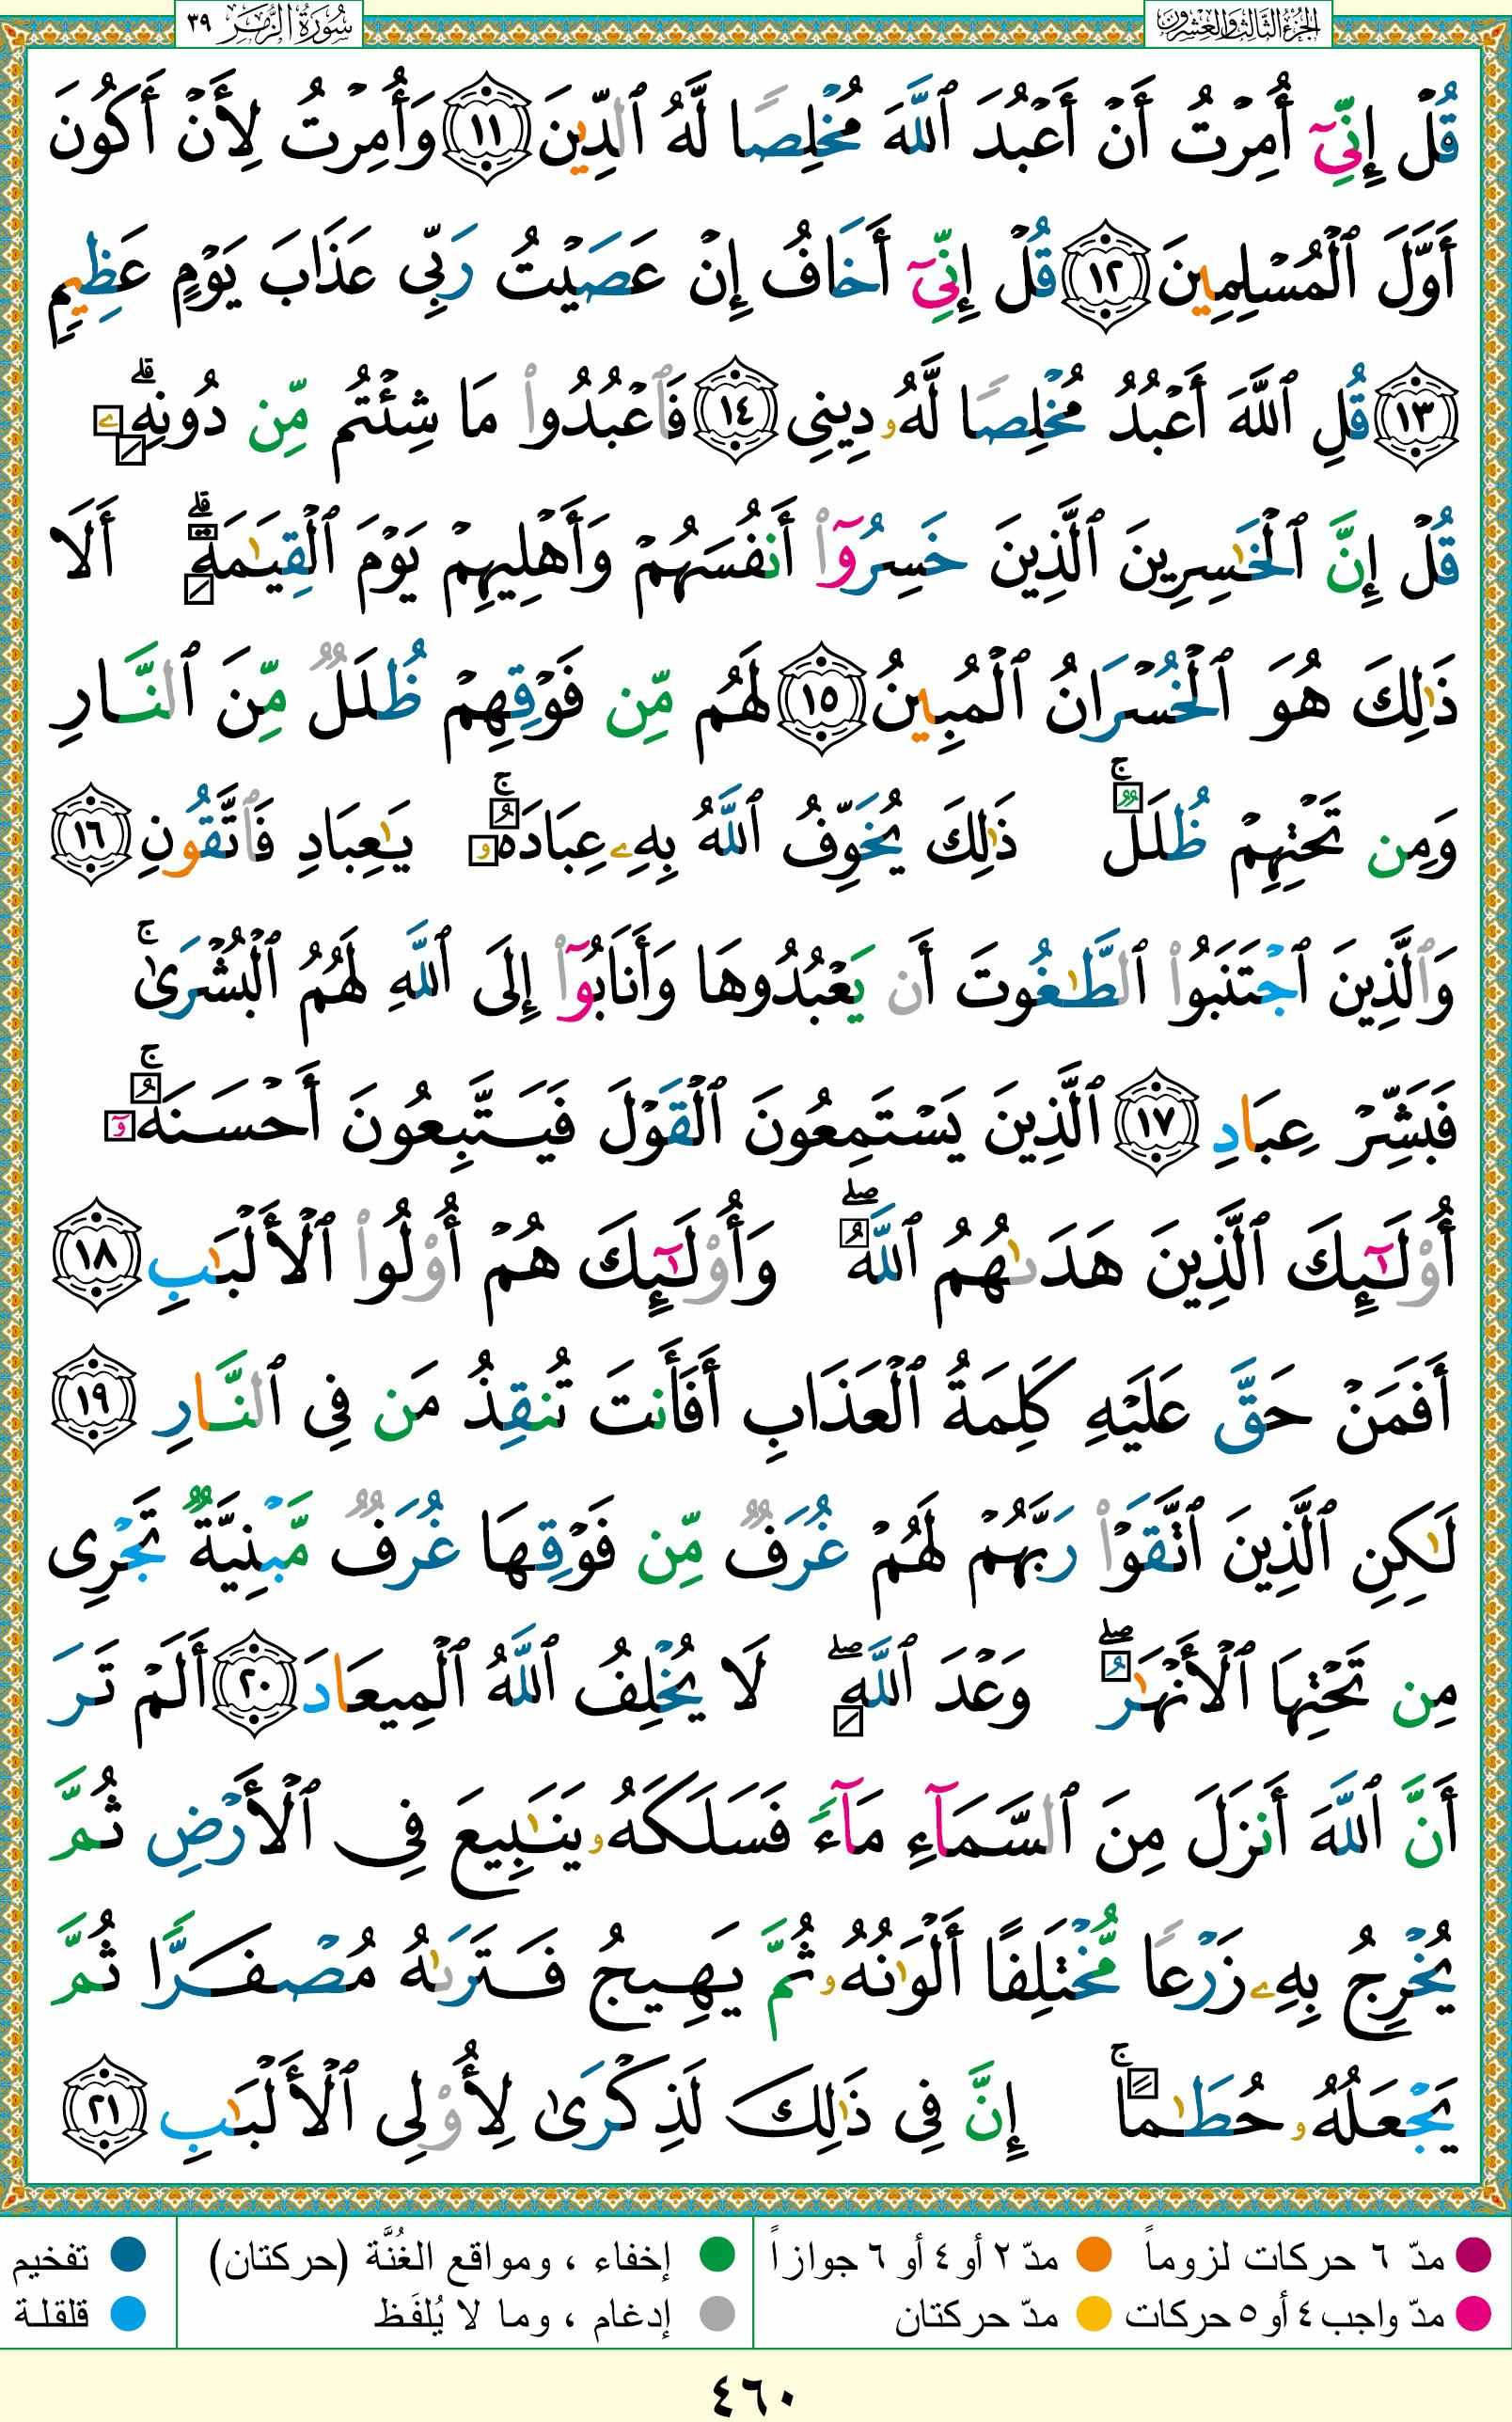 الجزء الثالث والعشرون
سورة الزمر ٣٩
قُلْ إِنِّىٓ أُمِرْتُ أَنْ أَعْبُدَ ٱللَّهَ مُخْلِصًا لَّهُ ٱلدِّينَ ١١ وَأُمِرْتُ لِأَنْ أَكُونَ
أَوَّلَ ٱلْمُسْلِمِينَ ١٢ قُلْ إِنِّىٓ أَخَافُ إِنْ عَصَيْتُ رَبِّى عَذَابَ يَوْمٍ عَظِيمٍ
١٣ قُلِ ٱللَّهَ أَعْبُدُ مُخْلِصًا لَّهُۥ دِينِى ١٤ فَٱعْبُدُوا۟ مَا شِئْتُم مِّن دُونِهِۦ ۗ
قُلْ إِنَّ ٱلْخَٰسِرِينَ ٱلَّذِينَ خَسِرُوٓا۟ أَنفُسَهُمْ وَأَهْلِيهِمْ يَوْمَ ٱلْقِيَٰمَةِ ۗ أَلَا
ذَٰلِكَ هُوَ ٱلْخُسْرَانُ ٱلْمُبِينُ ١٥ لَهُم مِّن فَوْقِهِمْ ظُلَلٌ مِّنَ ٱلنَّارِ
وَمِن تَحْتِهِمْ ظُلَلٌ ۚ ذَٰلِكَ يُخَوِّفُ ٱللَّهُ بِهِۦ عِبَادَهُۥ ۚ يَٰعِبَادِ فَٱتَّقُونِ ١٦
وَٱلَّذِينَ ٱجْتَنَبُوا۟ ٱلطَّٰغُوتَ أَن يَعْبُدُوهَا وَأَنَابُوٓا۟ إِلَى ٱللَّهِ لَهُمُ ٱلْبُشْرَىٰ ۚ
فَبَشِّرْ عِبَادِ ١٧ ٱلَّذِينَ يَسْتَمِعُونَ ٱلْقَوْلَ فَيَتَّبِعُونَ أَحْسَنَهُۥٓ ۚ
أُو۟لَٰٓئِكَ ٱلَّذِينَ هَدَىٰهُمُ ٱللَّهُ ۖ وَأُو۟لَٰٓئِكَ هُمْ أُو۟لُوا۟ ٱلْأَلْبَٰبِ ١٨
أَفَمَنْ حَقَّ عَلَيْهِ كَلِمَةُ ٱلْعَذَابِ أَفَأَنتَ تُنقِذُ مَن فِى ٱلنَّارِ ١٩
لَٰكِنِ ٱلَّذِينَ ٱتَّقَوْا۟ رَبَّهُمْ لَهُمْ غُرَفٌ مِّن فَوْقِهَا غُرَفٌ مَّبْنِيَّةٌ تَجْرِى
مِن تَحْتِهَا ٱلْأَنْهَٰرُ ۖ وَعْدَ ٱللَّهِ ۖ لَا يُخْلِفُ ٱللَّهُ ٱلْمِيعَادَ ٢٠ أَلَمْ تَرَ
أَنَّ ٱللَّهَ أَنزَلَ مِنَ ٱلسَّمَآءِ مَآءً فَسَلَكَهُۥ يَنَٰبِيعَ فِى ٱلْأَرْضِ ثُمَّ
يُخْرِجُ بِهِۦ زَرْعًا مُّخْتَلِفًا أَلْوَٰنُهُۥ ثُمَّ يَهِيجُ فَتَرَىٰهُ مُصْفَرًّا ثُمَّ
يَجْعَلُهُۥ حُطَٰمًا ۚ إِنَّ فِى ذَٰلِكَ لَذِكْرَىٰ لِأُو۟لِى ٱلْأَلْبَٰبِ ٢١
مدّ ٦ حركات لزوماً مدّ ٢ أو ٤ أو ٦ جوازاً إخفاء ، ومواقع الغُنَّة (حركتان) تفخيم
مدّ واجب ٤ أو ٥ حركات مدّ حركتان إدغام ، وما لا يُلفَظ قلقلة
٤٦٠